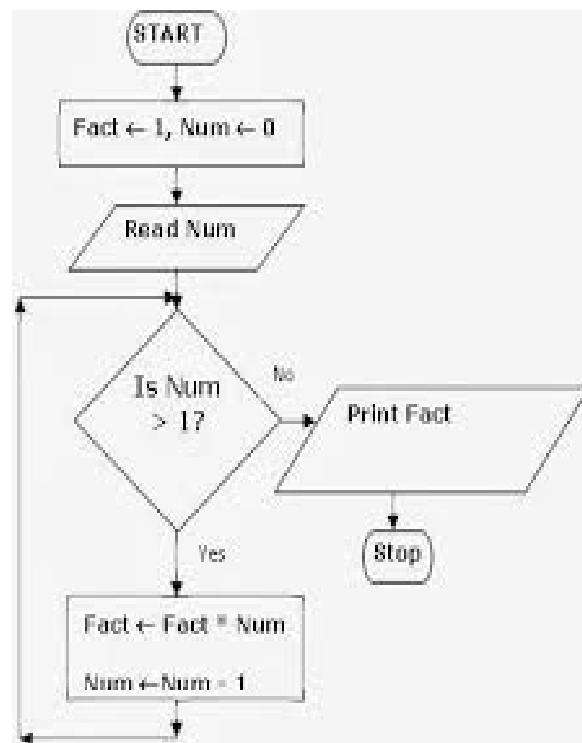 START
Fact ← 1, Num ← 0
Read Num
Is Num
> 1?
No
Print Fact
Yes
Stop
Fact ← Fact * Num
Num ← Num - 1